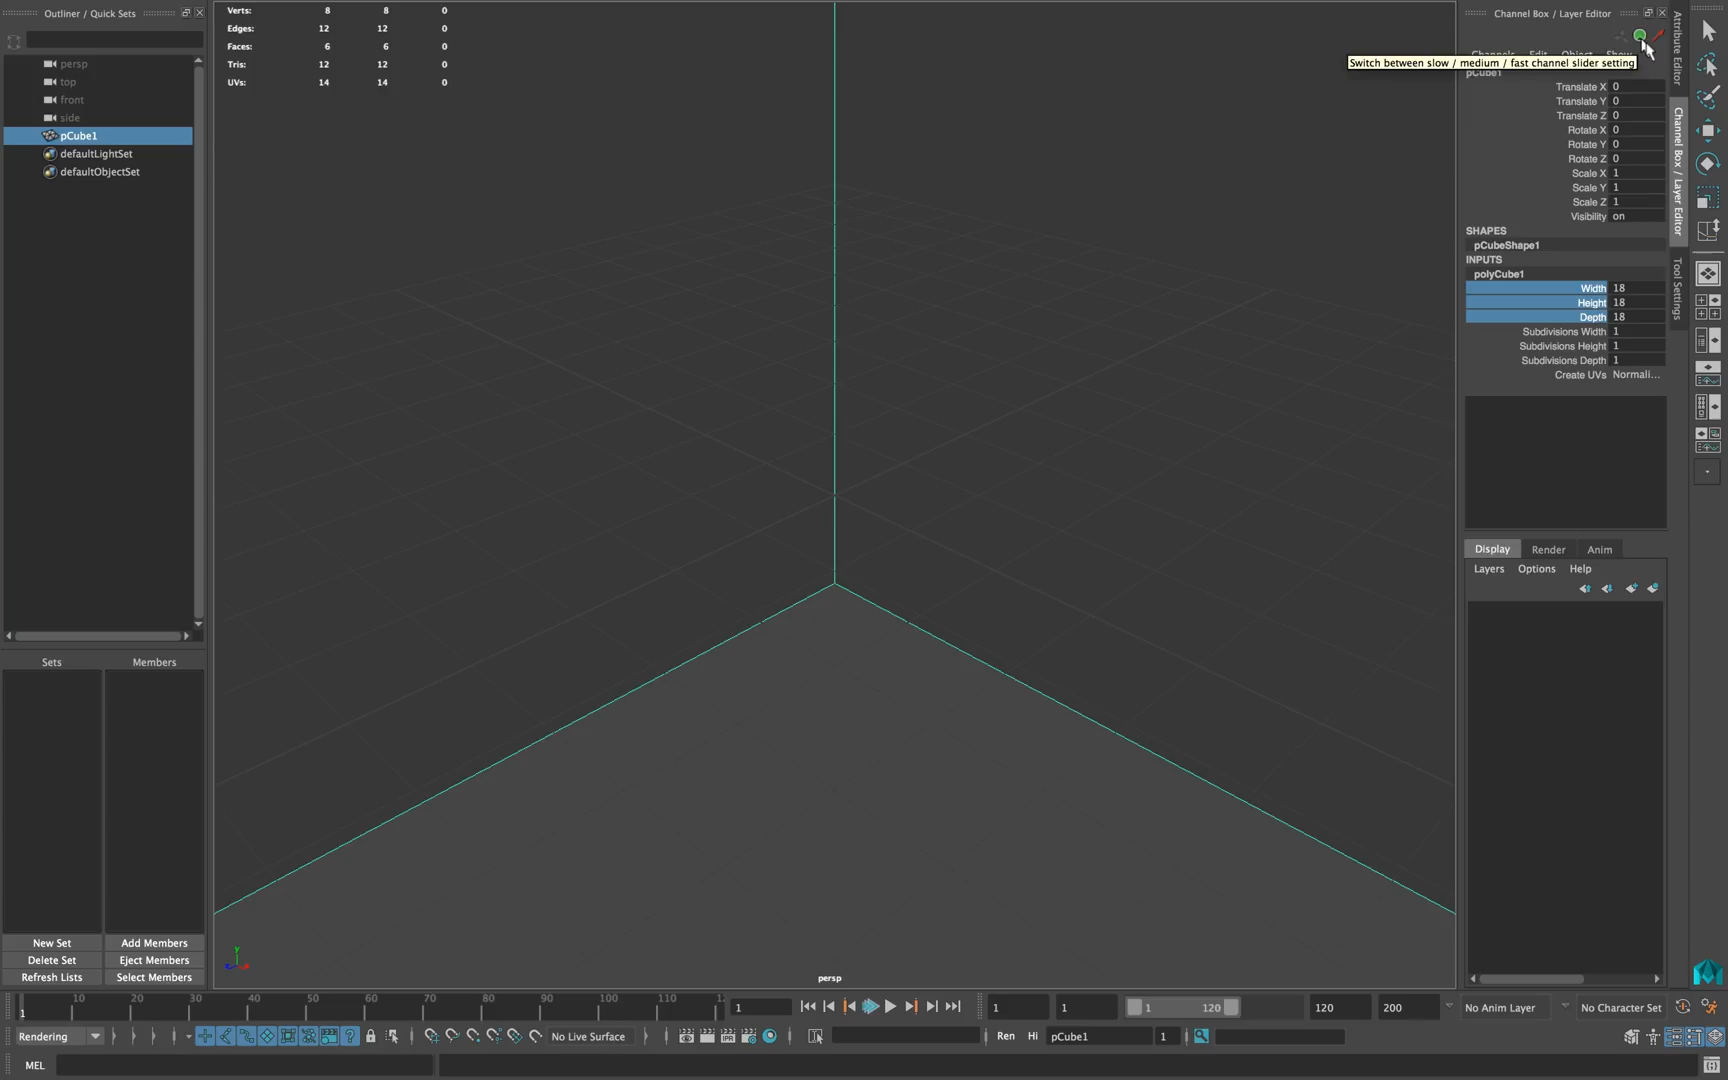 Outliner / Quick Sets
persp
top
front
side
pCube1
defaultLightSet
defaultObjectSet
Sets
Members
New Set
Add Members
Delete Set
Eject Members
Refresh Lists
Select Members
Verts: 8 8 0
Edges: 12 12 0
Faces: 6 6 0
Tris: 12 12 0
UVs: 14 14 0
persp
Channel Box / Layer Editor
Switch between slow / medium / fast channel slider setting
pCube1
Translate X 0
Translate Y 0
Translate Z 0
Rotate X 0
Rotate Y 0
Rotate Z 0
Scale X 1
Scale Y 1
Scale Z 1
Visibility on
SHAPES
pCubeShape1
INPUTS
polyCube1
Width 18
Height 18
Depth 18
Subdivisions Width 1
Subdivisions Height 1
Subdivisions Depth 1
Create UVs Normali...
Display Render Anim
Layers Options Help
Attribute Editor
Channel Box / Layer Editor
Tool Settings
1 10 20 30 40 50 60 70 80 90 100 110
1
1
1
1 120
120
200
No Anim Layer
No Character Set
Rendering
No Live Surface
Ren Hi pCube1 1
MEL